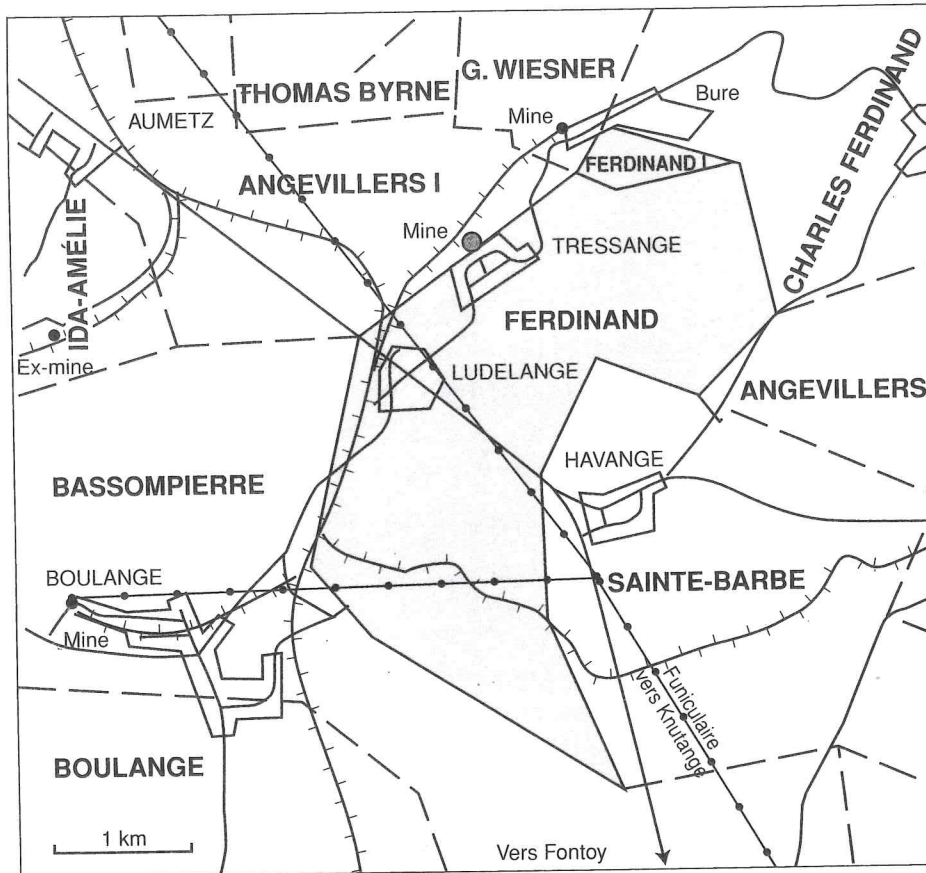 G. WIESNER
THOMAS BYRNE
Mine
Bure
AUMETZ
FERDINAND I
CHARLES FERDINAND
ANGEVILLERS I
Mine
TRESSANGE
IDA-AMÉLIE
FERDINAND
Ex-mine
LUDELANGE
ANGEVILLERS
HAVANGE
BASSOMPIERRE
BOULANGE
SAINTE-BARBE
Mine
Funiculaire
vers Knutange
BOULANGE
1 km
Vers Fontoy